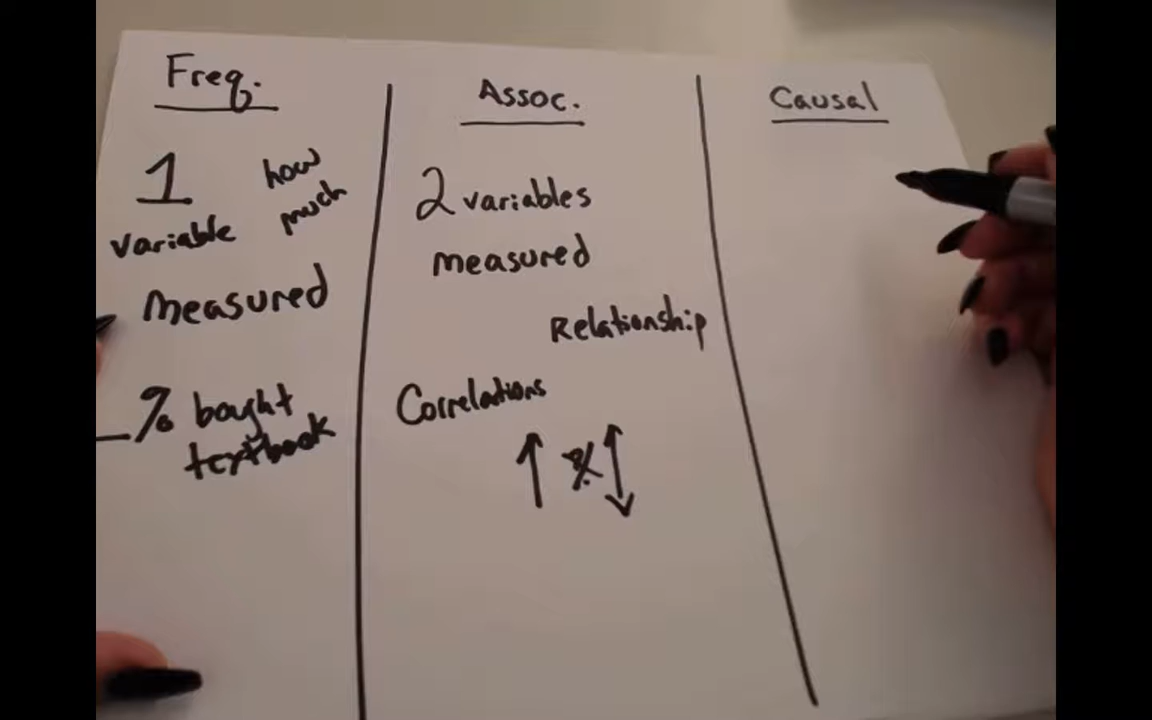 Freq.
1 how
much
variable
measured
_% bought
textbook
Assoc.
2 variables
measured
Relationship
Correlations
Causal